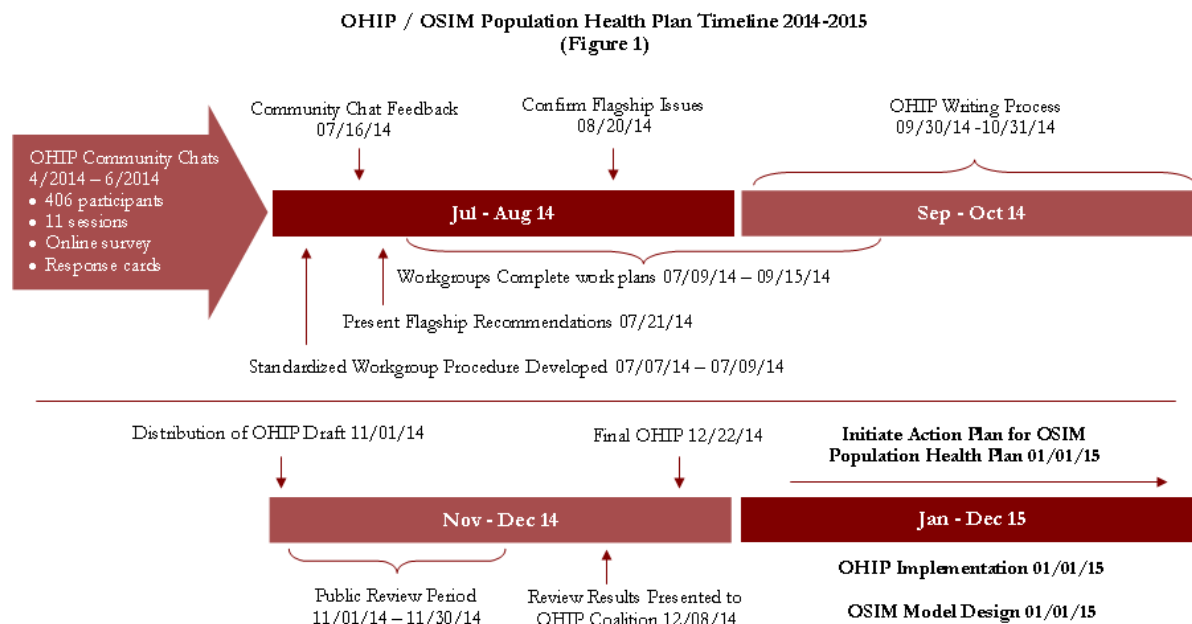 OHIP / OSIM Population Health Plan Timeline 2014-2015
(Figure 1)
OHIP Community Chats
4/2014 – 6/2014
• 406 participants
• 11 sessions
• Online survey
• Response cards
Community Chat Feedback
07/16/14
Confirm Flagship Issues
08/20/14
OHIP Writing Process
09/30/14 -10/31/14
Jul - Aug 14
Sep - Oct 14
Workgroups Complete work plans 07/09/14 – 09/15/14
Present Flagship Recommendations 07/21/14
Standardized Workgroup Procedure Developed 07/07/14 – 07/09/14
Distribution of OHIP Draft 11/01/14
Final OHIP 12/22/14
Initiate Action Plan for OSIM
Population Health Plan 01/01/15
Nov - Dec 14
Jan - Dec 15
Public Review Period
11/01/14 – 11/30/14
Review Results Presented to
OHIP Coalition 12/08/14
OHIP Implementation 01/01/15
OSIM Model Design 01/01/15